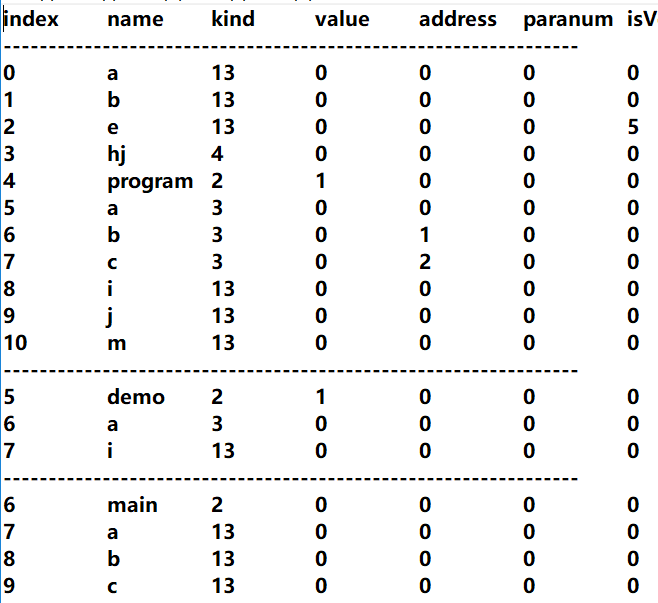 index name kind value address paranum isV
----------------------------------------------------------------
0 a 13 0 0 0 0
1 b 13 0 0 0 0
2 e 13 0 0 0 5
3 hj 4 0 0 0 0
4 program 2 1 0 0 0
5 a 3 0 0 0 0
6 b 3 0 1 0 0
7 c 3 0 2 0 0
8 i 13 0 0 0 0
9 j 13 0 0 0 0
10 m 13 0 0 0 0
----------------------------------------------------------------
5 demo 2 1 0 0 0
6 a 3 0 0 0 0
7 i 13 0 0 0 0
----------------------------------------------------------------
6 main 2 0 0 0 0
7 a 13 0 0 0 0
8 b 13 0 0 0 0
9 c 13 0 0 0 0